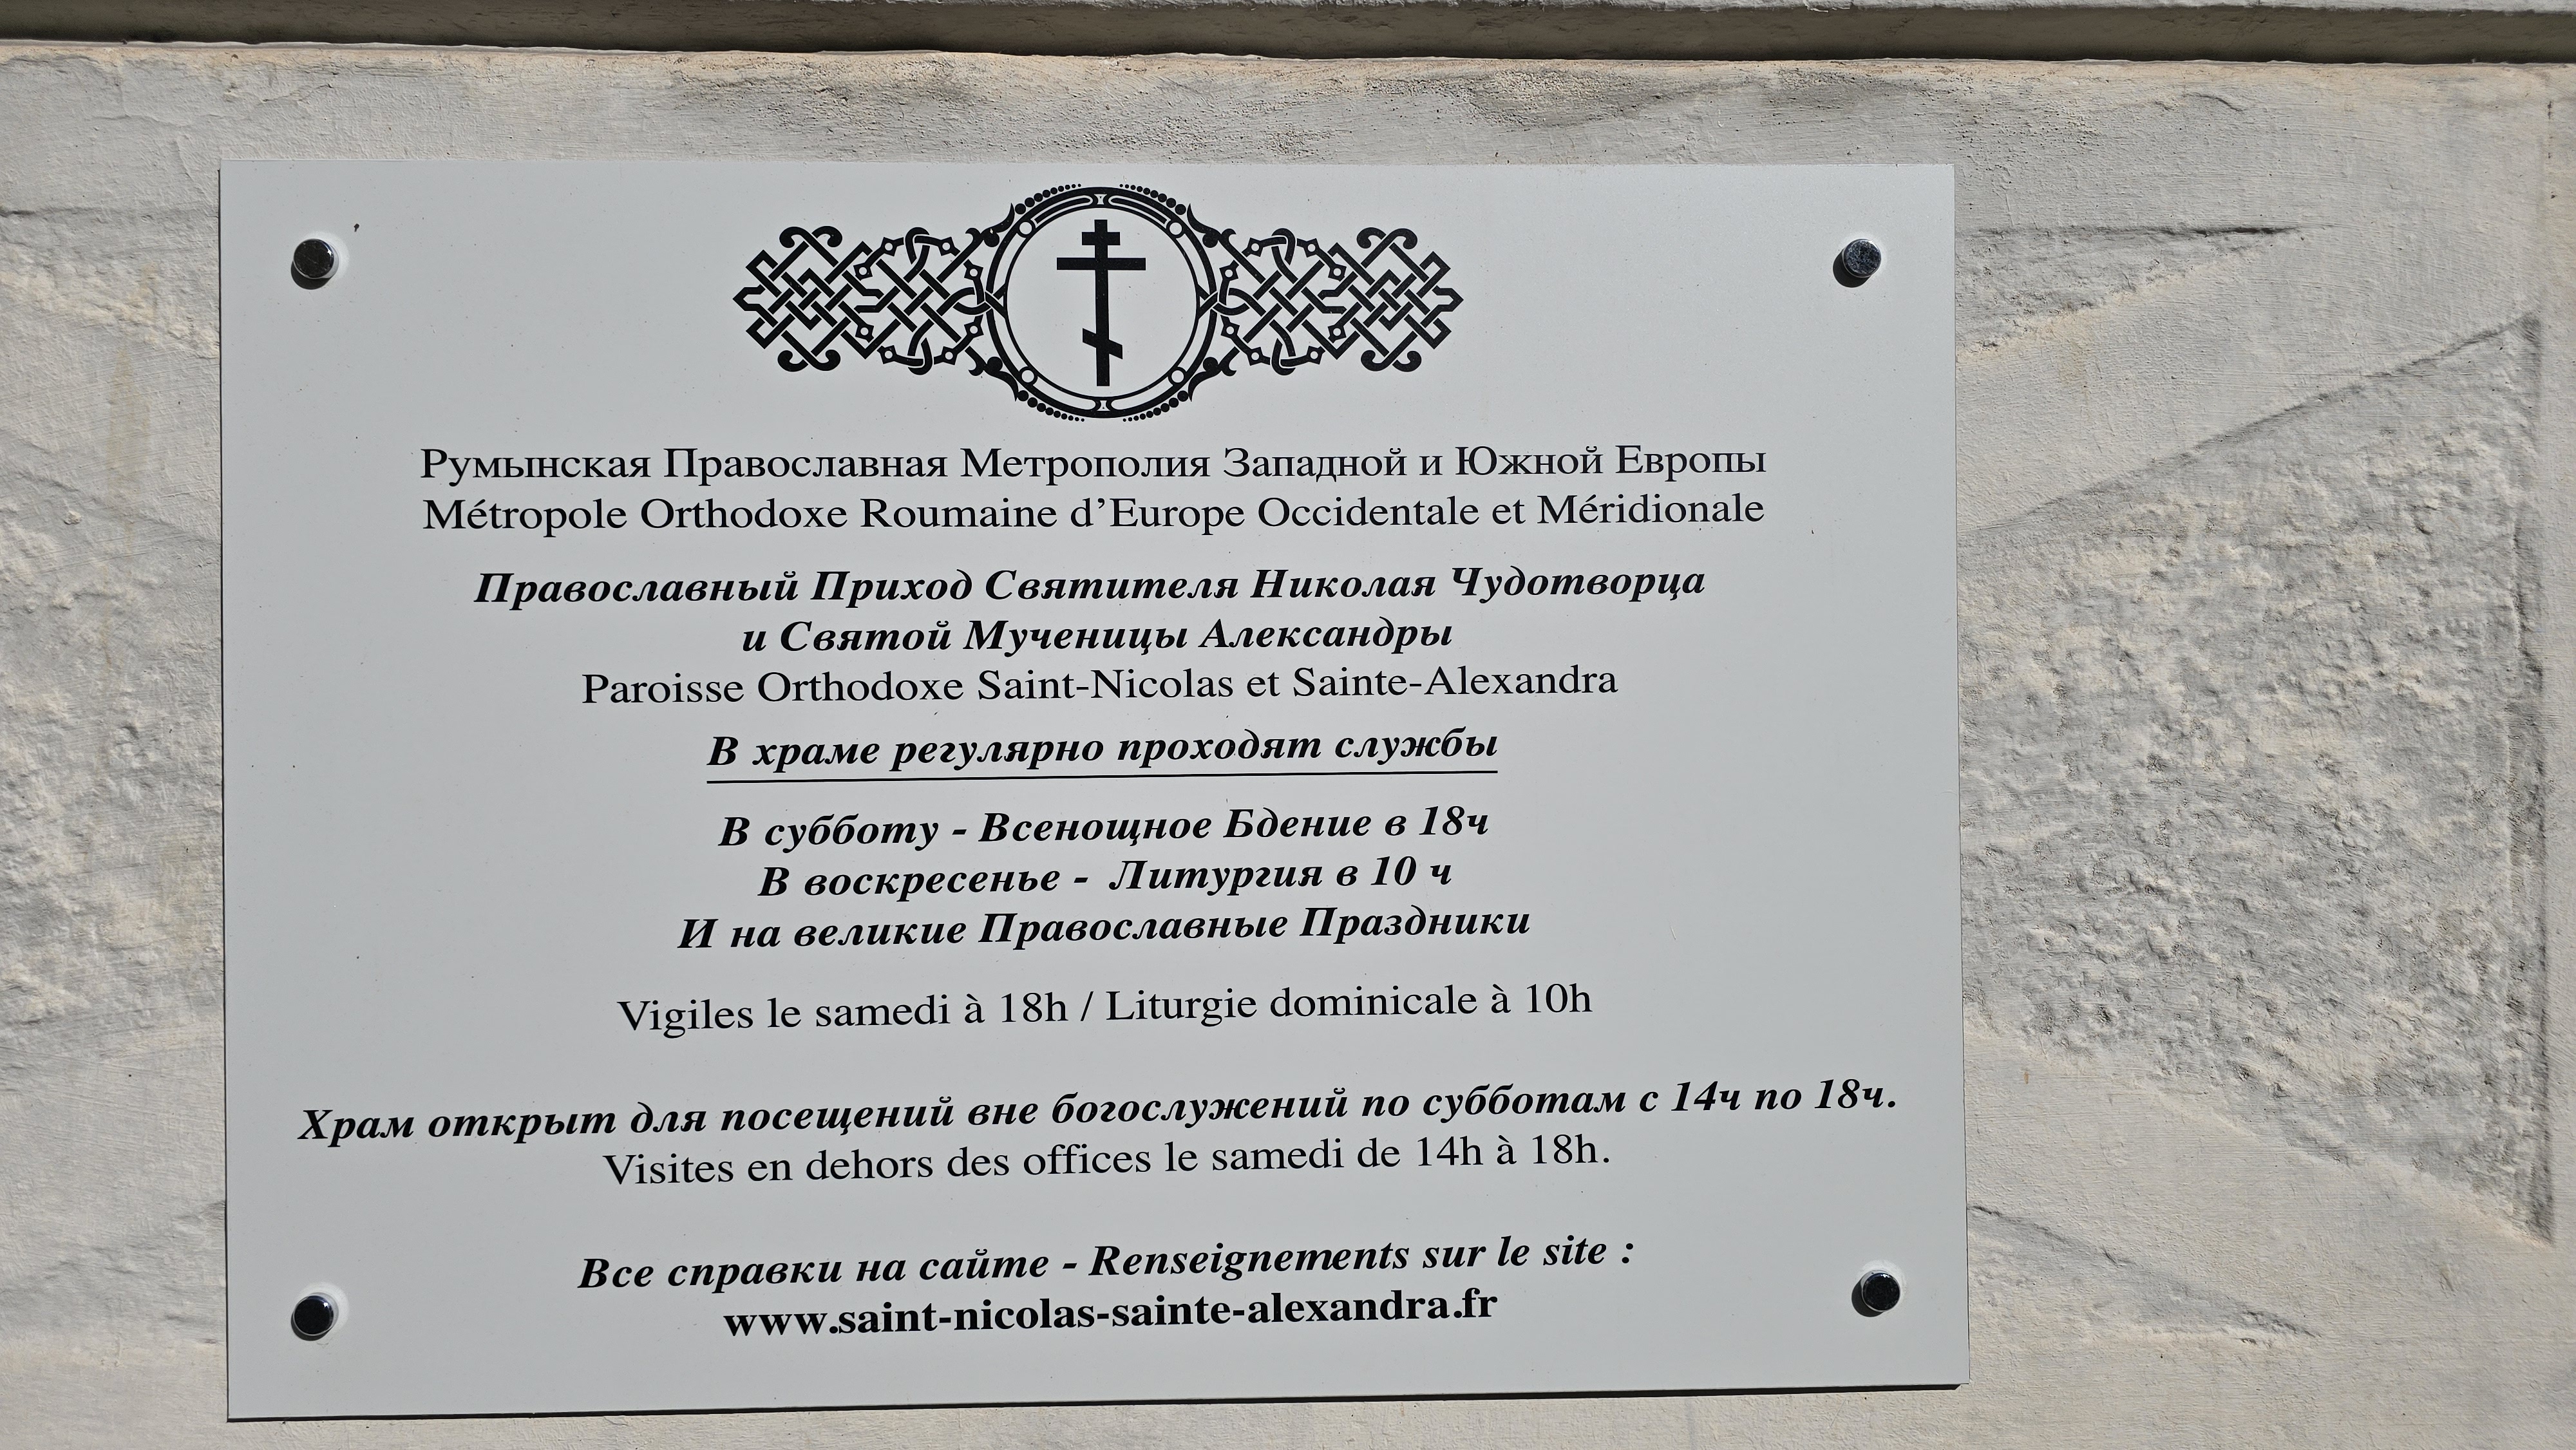 Румынская Православная Метрополия Западной и Южной Европы
Métropole Orthodoxe Roumaine d’Europe Occidentale et Méridionale
Православный Приход Святителя Николая Чудотворца
и Святой Мученицы Александры
Paroisse Orthodoxe Saint-Nicolas et Sainte-Alexandra
В храме регулярно проходят службы
В субботу - Всенощное Бдение в 18ч
В воскресенье - Литургия в 10 ч
И на великие Православные Праздники
Vigiles le samedi à 18h / Liturgie dominicale à 10h
Храм открыт для посещений вне богослужений по субботам с 14ч по 18ч.
Visites en dehors des offices le samedi de 14h à 18h.
Все справки на сайте - Renseignements sur le site :
www.saint-nicolas-sainte-alexandra.fr